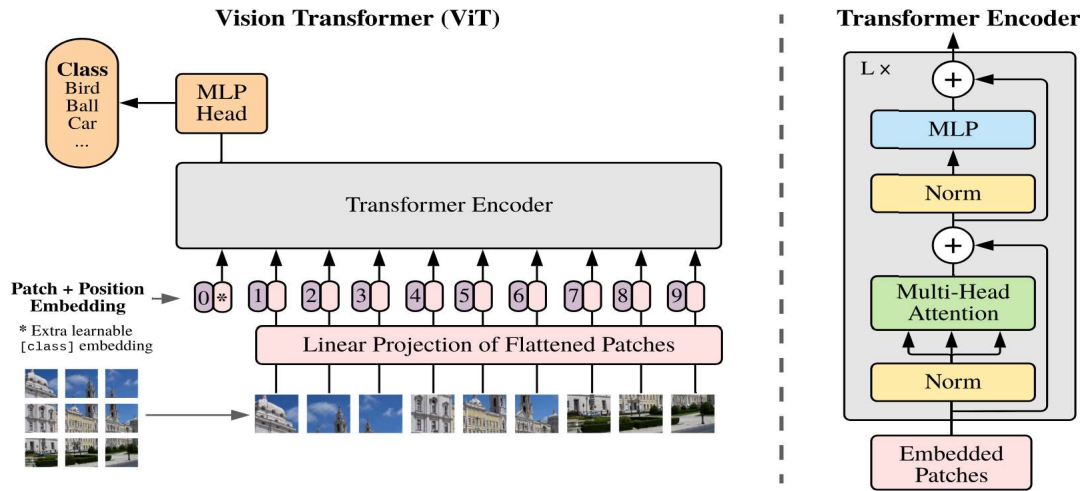 Vision Transformer (ViT)
Class
Bird
Ball
Car
...
MLP
Head
Transformer Encoder
Patch + Position
Embedding
0 * 1 2 3 4 5 6 7 8 9
* Extra learnable
[class] embedding
Linear Projection of Flattened Patches
Transformer Encoder
L ×
+
MLP
Norm
+
Multi-Head
Attention
Norm
Embedded
Patches